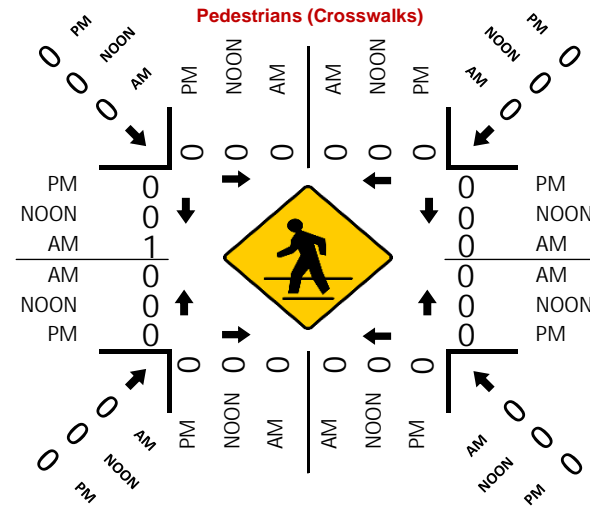 Pedestrians (Crosswalks)
0 PM 0 PM
0 NOON 0 NOON
0 AM 0 AM
PM NOON AM AM NOON PM
0 0 0 0 0 0
PM 0 0 PM
NOON 0 0 NOON
AM 1 0 AM
AM 0 0 AM
NOON 0 0 NOON
PM 0 0 PM
0 0 0 0 0 0
PM NOON AM AM NOON PM
0 AM AM 0
0 NOON NOON 0
0 PM PM 0